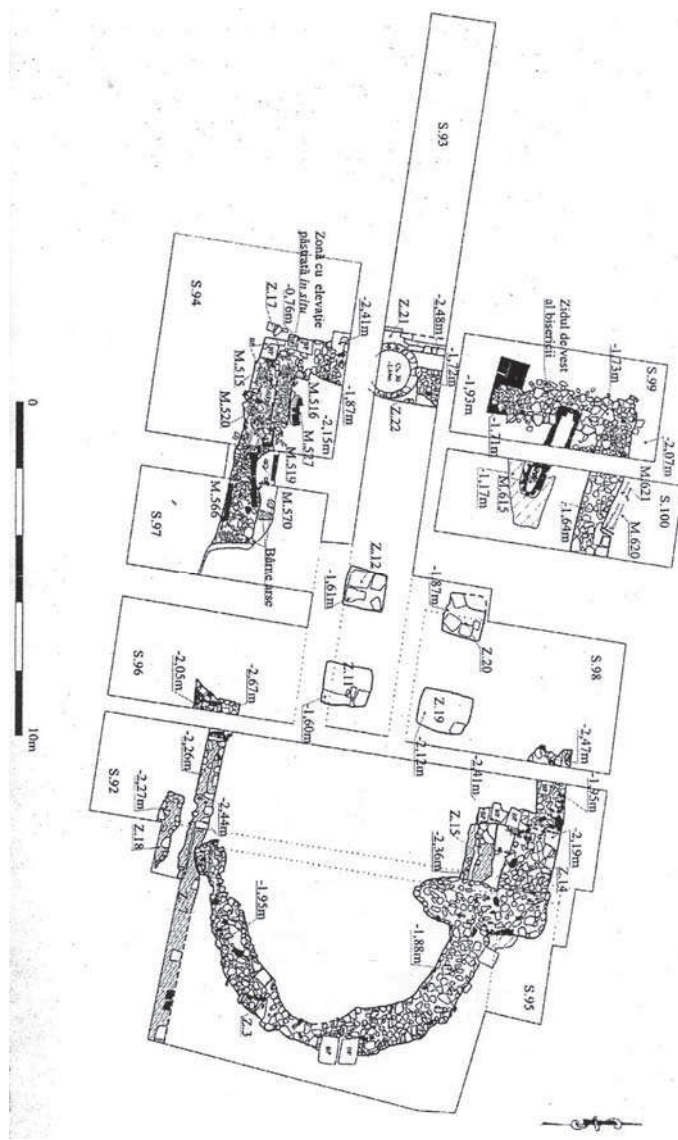 S.93
S.94
Zonă cu elevație
păstrată in situ
-0,76m
Z.17
-2,41m
Z.21
-2,48m
-1,72m
Z.22
-1,87m
M.515
M.520
M.516
-2,15m
M.527
M.519
M.570
M.566
Bârne arse
S.97
Zidul de vest
al bisericii
-1,73m
S.99
-1,93m
-1,71m
-2,07m
M.621
S.100
M.620
M.615
-1,17m
-1,64m
Z.12
-1,61m
-1,87m
Z.20
S.98
Z.11
-1,60m
Z.19
-2,12m
S.96
-2,05m
-2,67m
-2,26m
S.92
-2,27m
Z.18
-2,44m
-2,47m
-1,95m
-2,41m
Z.15
-2,36m
-2,19m
Z.14
-1,95m
-1,88m
S.95
Z.3
0
10m